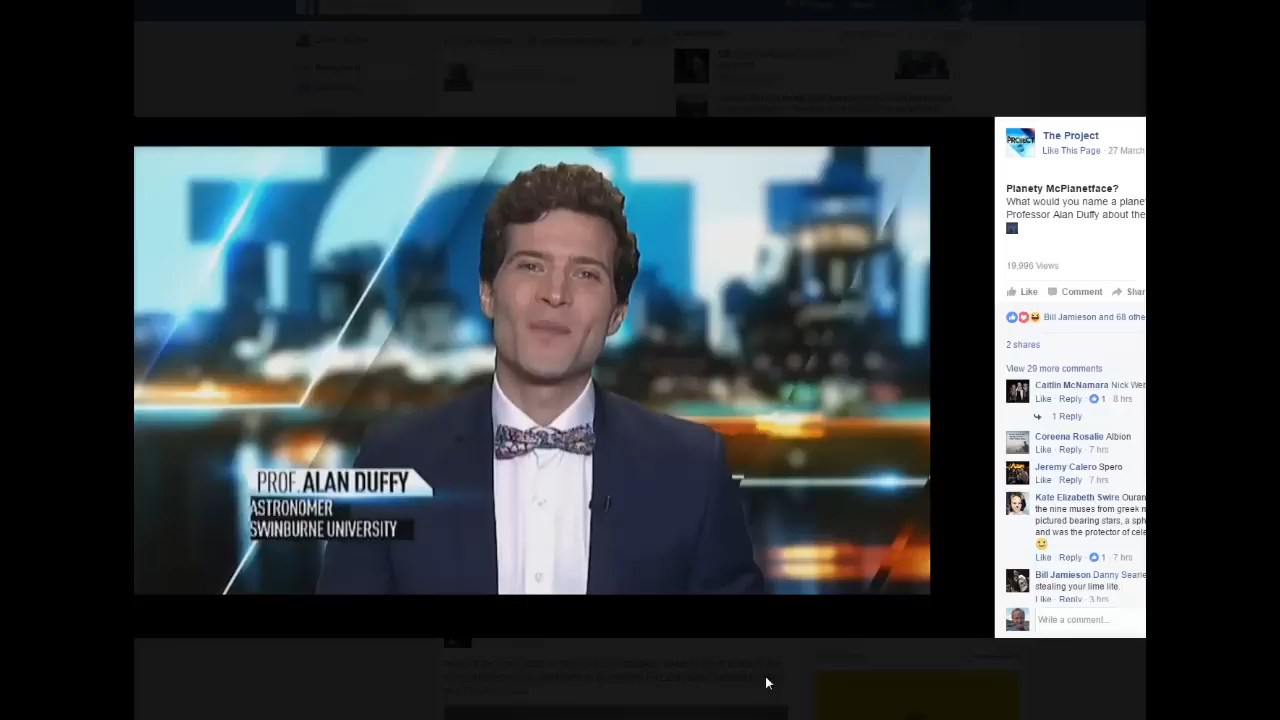 PROF. ALAN DUFFY
ASTRONOMER
SWINBURNE UNIVERSITY
PROJECT
The Project
Like This Page · 27 March
Planety McPlanetface?
What would you name a plane
Professor Alan Duffy about the
19,996 Views
Like Comment Shar
Bill Jamieson and 68 othe
2 shares
View 29 more comments
Caitlin McNamara Nick Wei
Like · Reply · 1 · 8 hrs
1 Reply
Coreena Rosalie Albion
Like · Reply · 7 hrs
Jeremy Calero Spero
Like · Reply · 7 hrs
Kate Elizabeth Swire Ouran
the nine muses from greek m
pictured bearing stars, a sph
and was the protector of cele
Like · Reply · 1 · 7 hrs
Bill Jamieson Danny Searle
stealing your lime lite.
Like · Reply · 3 hrs
Write a comment...